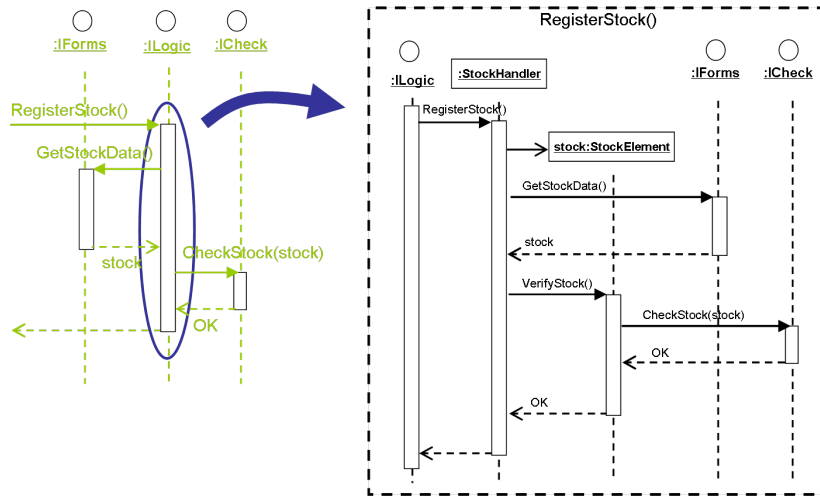 :IForms
:ILogic
:ICheck
RegisterStock()
GetStockData()
stock
CheckStock(stock)
OK
RegisterStock()
:ILogic
:StockHandler
:IForms
:ICheck
RegisterStock()
stock:StockElement
GetStockData()
stock
VerifyStock()
CheckStock(stock)
OK
OK